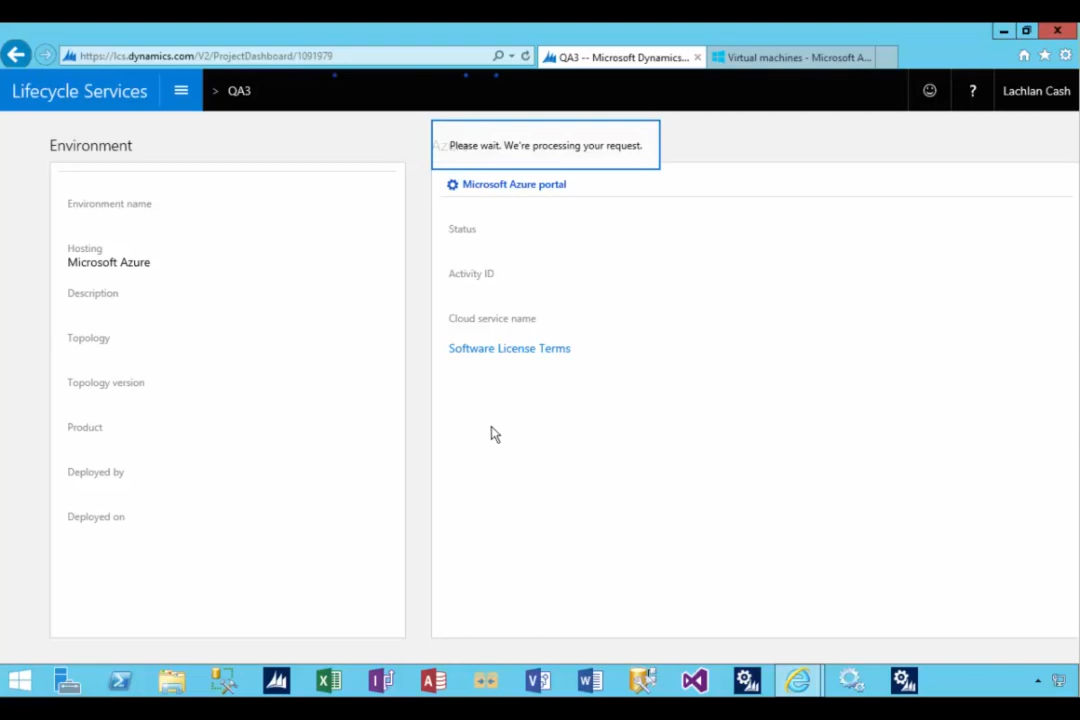 https://lcs.dynamics.com/V2/ProjectDashboard/1091979
QA3 -- Microsoft Dynamics...
Virtual machines - Microsoft A...
Lifecycle Services
> QA3
?
Lachlan Cash
Environment
Please wait. We're processing your request.
Microsoft Azure portal
Environment name
Status
Hosting
Microsoft Azure
Activity ID
Description
Cloud service name
Topology
Software License Terms
Topology version
Product
Deployed by
Deployed on